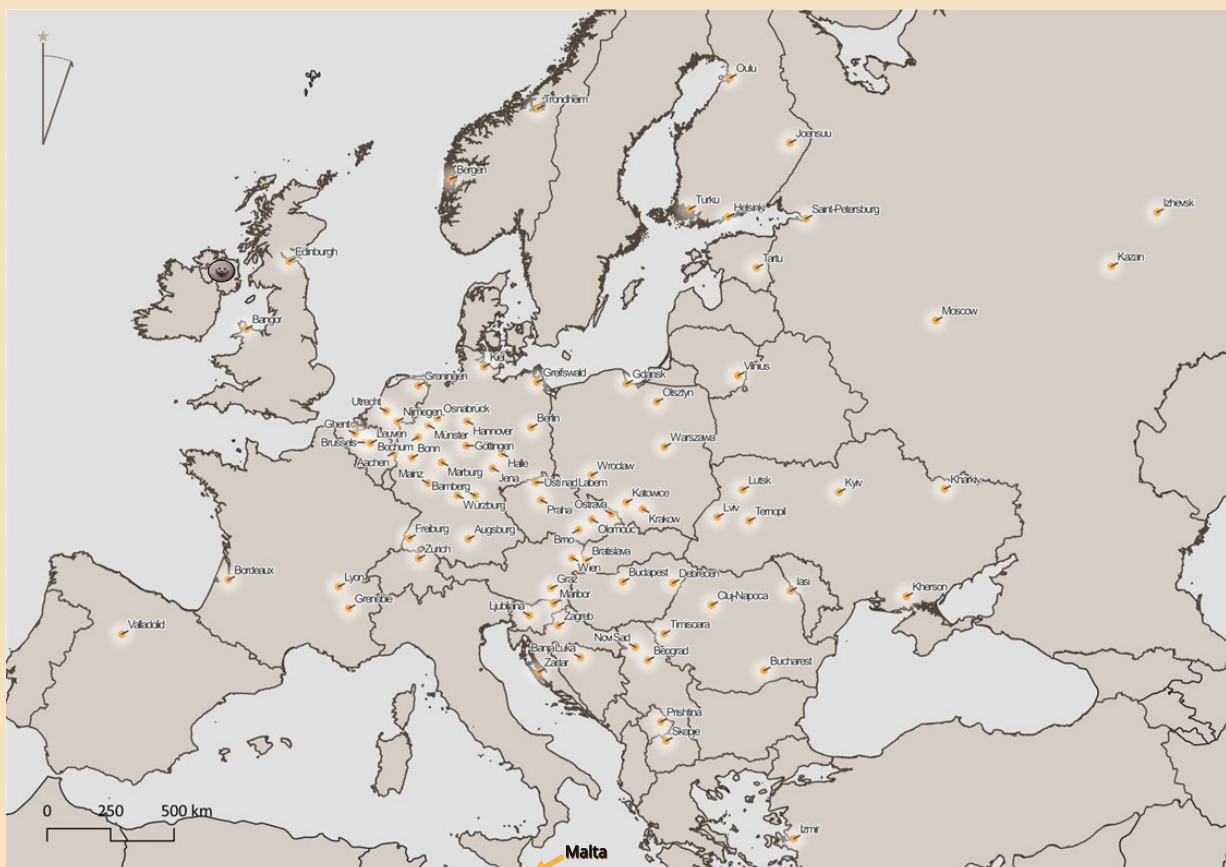 Oulu
Trondheim
Joensuu
Bergen
Turku
Helsinki
Saint-Petersburg
Izhevsk
Edinburgh
Tartu
Kazan
Moscow
Bangor
Kiel
Greifswald
Gdansk
Vilnius
Groningen
Olsztyn
Utrecht
Nijmegen
Osnabrück
Berlin
Ghent
Leuven
Münster
Hannover
Warszawa
Brussels
Bochum
Bonn
Göttingen
Aachen
Marburg
Halle
Mainz
Jena
Wroclaw
Bamberg
Usti nad Labem
Lutsk
Kyiv
Kharkiv
Würzburg
Praha
Ostrava
Katowice
Krakow
Lviv
Ternopil
Freiburg
Augsburg
Brno
Olomouc
Zurich
Bratislava
Wien
Bordeaux
Lyon
Graz
Budapest
Debrecen
Iasi
Kherson
Grenoble
Maribor
Cluj-Napoca
Ljubljana
Zagreb
Valladolid
Timisoara
Novi Sad
Banja Luka
Beograd
Zadar
Bucharest
Prishtina
Skopje
0 250 500 km
Izmir
Malta